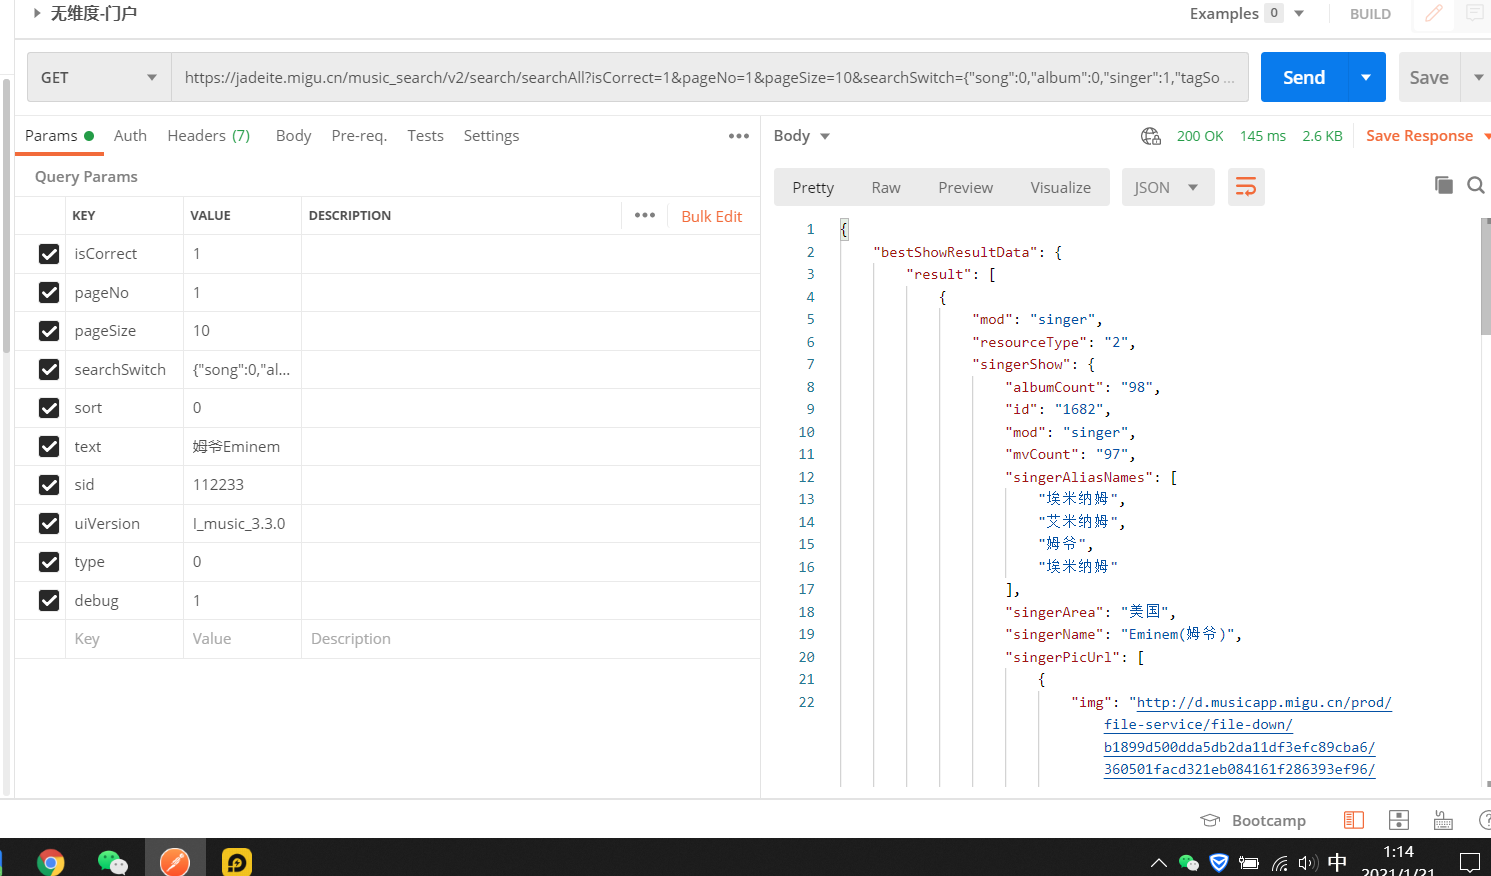 无维度-门户
Examples 0
BUILD
GET
https://jadeite.migu.cn/music_search/v2/search/searchAll?isCorrect=1&pageNo=1&pageSize=10&searchSwitch={"song":0,"album":0,"singer":1,"tagSo ...
Send
Save
Params
Auth
Headers (7)
Body
Pre-req.
Tests
Settings
Query Params
KEY VALUE DESCRIPTION
Bulk Edit
isCorrect 1
pageNo 1
pageSize 10
searchSwitch {"song":0,"al...
sort 0
text 姆爷Eminem
sid 112233
uiVersion I_music_3.3.0
type 0
debug 1
Key Value Description
Body
200 OK 145 ms 2.6 KB Save Response
Pretty Raw Preview Visualize JSON
1 {
2 "bestShowResultData": {
3 "result": [
4 {
5 "mod": "singer",
6 "resourceType": "2",
7 "singerShow": {
8 "albumCount": "98",
9 "id": "1682",
10 "mod": "singer",
11 "mvCount": "97",
12 "singerAliasNames": [
13 "埃米纳姆",
14 "艾米纳姆",
15 "姆爷",
16 "埃米纳姆"
17 ],
18 "singerArea": "美国",
19 "singerName": "Eminem(姆爷)",
20 "singerPicUrl": [
21 {
22 "img": "http://d.musicapp.migu.cn/prod/
file-service/file-down/
b1899d500dda5db2da11df3efc89cba6/
360501facd321eb084161f286393ef96/
Bootcamp
中
1:14
2021/1/21